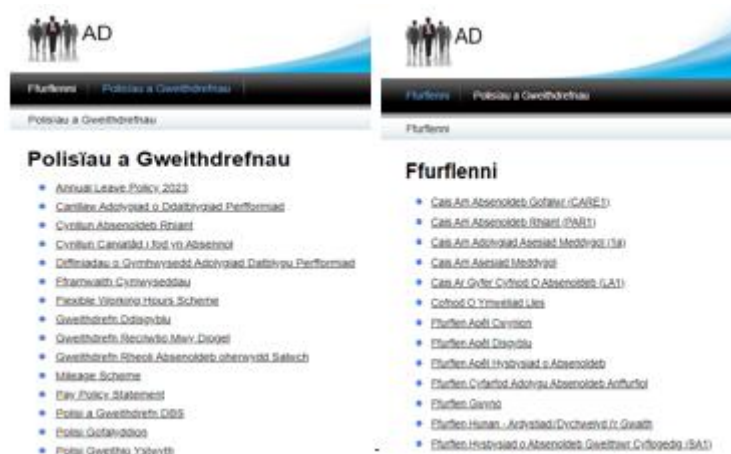 AD
Ffurflenni Polisïau a Gweithdrefnau
Polisïau a Gweithdrefnau
Polisïau a Gweithdrefnau
Annual Leave Policy 2023
Canllaw Adolygiad o Ddatblygiad Perfformiad
Cynllun Absenoldeb Rhiant
Cynllun Caniatâd i fod yn Absennol
Diffiniadau o Gymhwysedd Adolygiad Datblygu Perfformiad
Fframwaith Cymwyseddau
Flexible Working Hours Scheme
Gweithdrefn Ddisgyblu
Gweithdrefn Recriwtio Mwy Diogel
Gweithdrefn Rheoli Absenoldeb oherwydd Salwch
Mileage Scheme
Pay Policy Statement
Polisi a Gweithdrefn DBS
Polisi Gofalyddion
Polisi Gweithio Ystwyth
AD
Ffurflenni Polisïau a Gweithdrefnau
Ffurflenni
Ffurflenni
Cais Am Absenoldeb Gofalwr (CARE1)
Cais Am Absenoldeb Rhiant (PAR1)
Cais Am Adolygiad Asesiad Meddygol (1a)
Cais Am Asesiad Meddygol
Cais Ar Gyfer Cyfnod O Absenoldeb (LA1)
Cofnod O Ymweliad Lles
Ffurflen Apêl Cwynion
Ffurflen Apêl Disgyblu
Ffurflen Apêl Hysbysiad o Absenoldeb
Ffurflen Cyfarfod Adolygu Absenoldeb Anffurfiol
Ffurflen Gwyno
Ffurflen Hunan - Ardystiad/Dychwelyd i'r Gwaith
Ffurflen Hysbysiad o Absenoldeb Gweithiwr Cyflogedig (SA1)